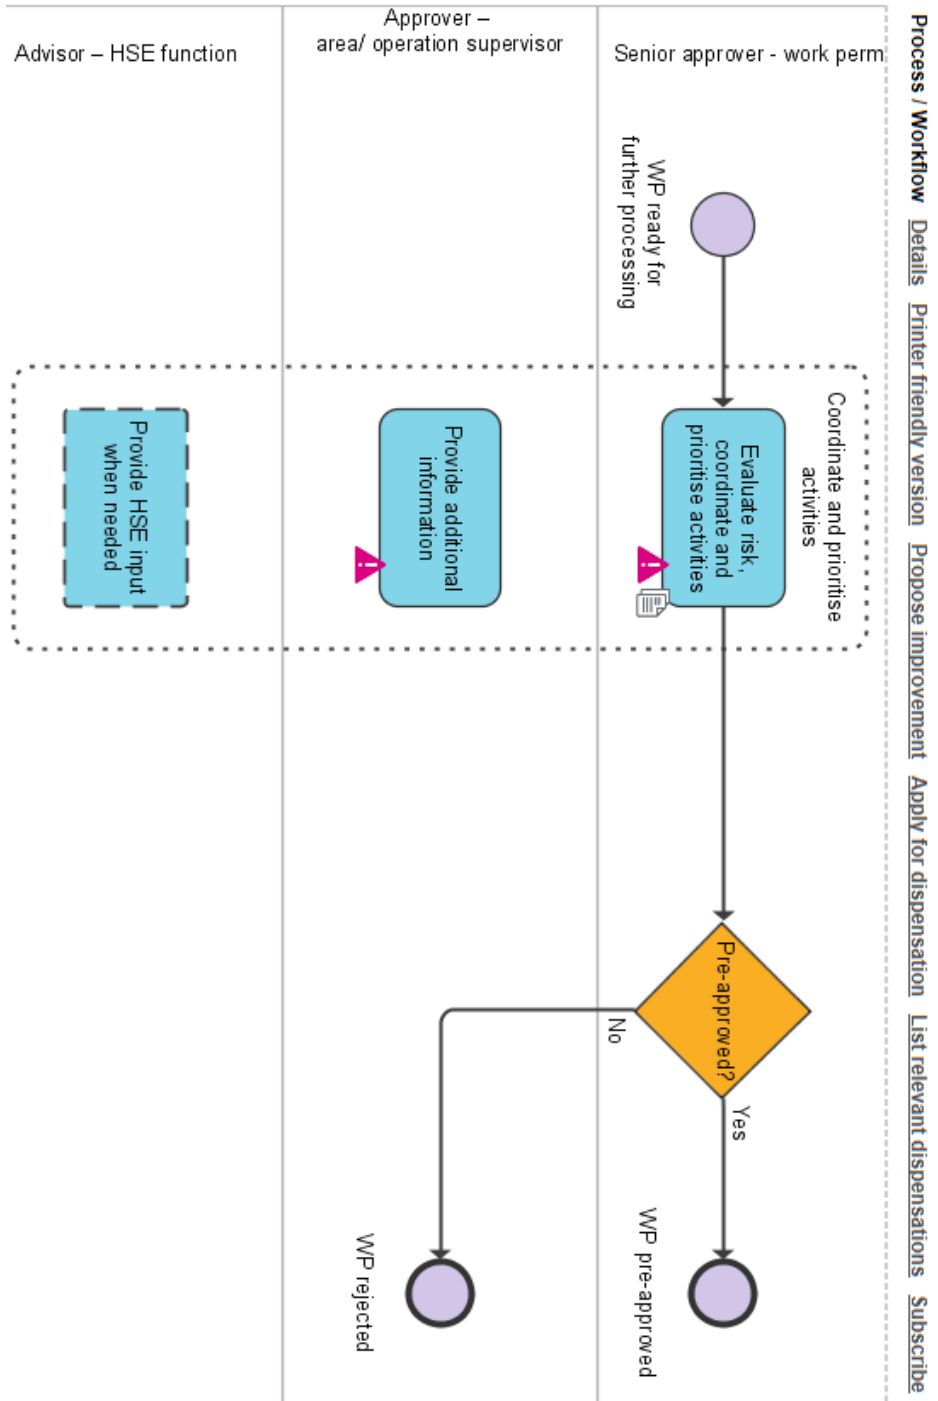 Process / Workflow Details Printer friendly version Propose improvement Apply for dispensation List relevant dispensations Subscribe
Senior approver - work perm
Approver –
area/ operation supervisor
Advisor – HSE function
WP ready for
further processing
Coordinate and prioritise
activities
Evaluate risk,
coordinate and
prioritise activities
Provide additional
information
Provide HSE input
when needed
Pre-approved?
Yes
No
WP pre-approved
WP rejected